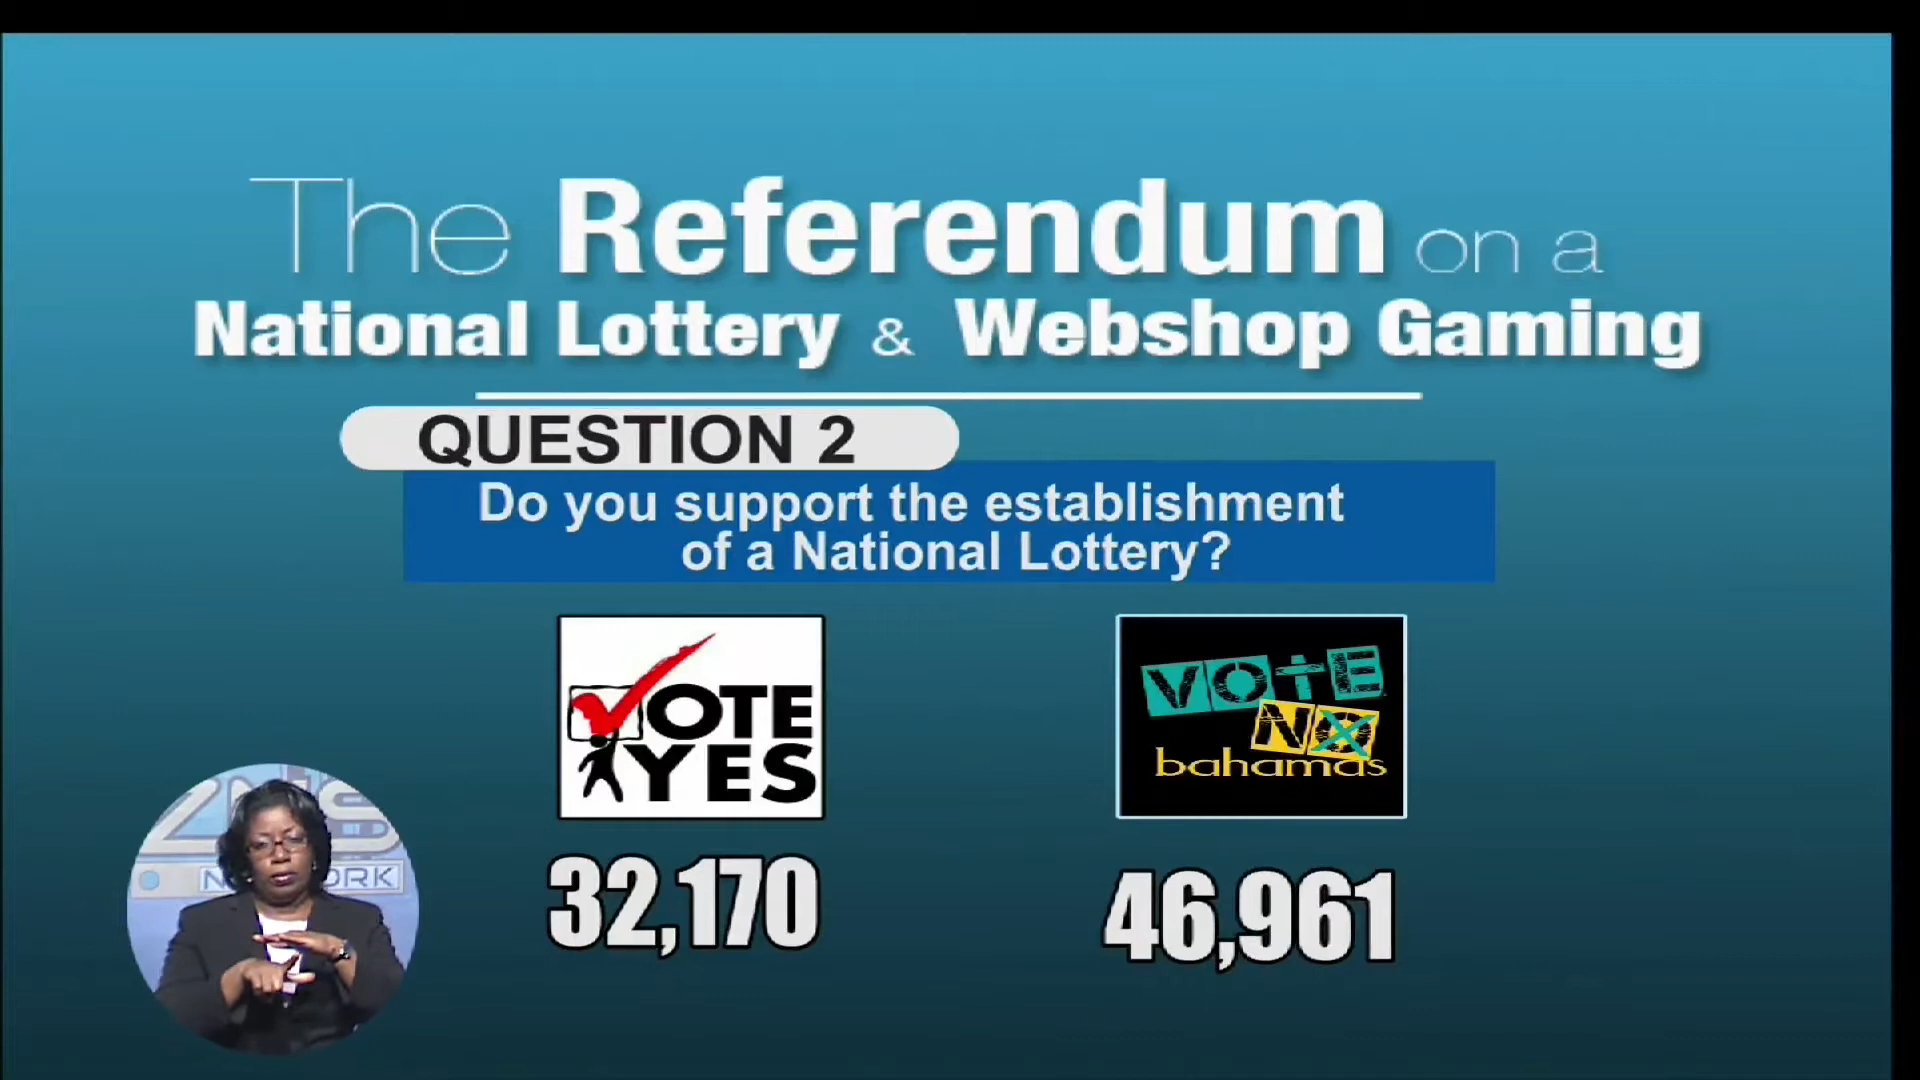 The Referendum on a
National Lottery & Webshop Gaming
QUESTION 2
Do you support the establishment
of a National Lottery?
VOTE
YES
VOTE
NO
bahamas
32,170
46,961
ZNS